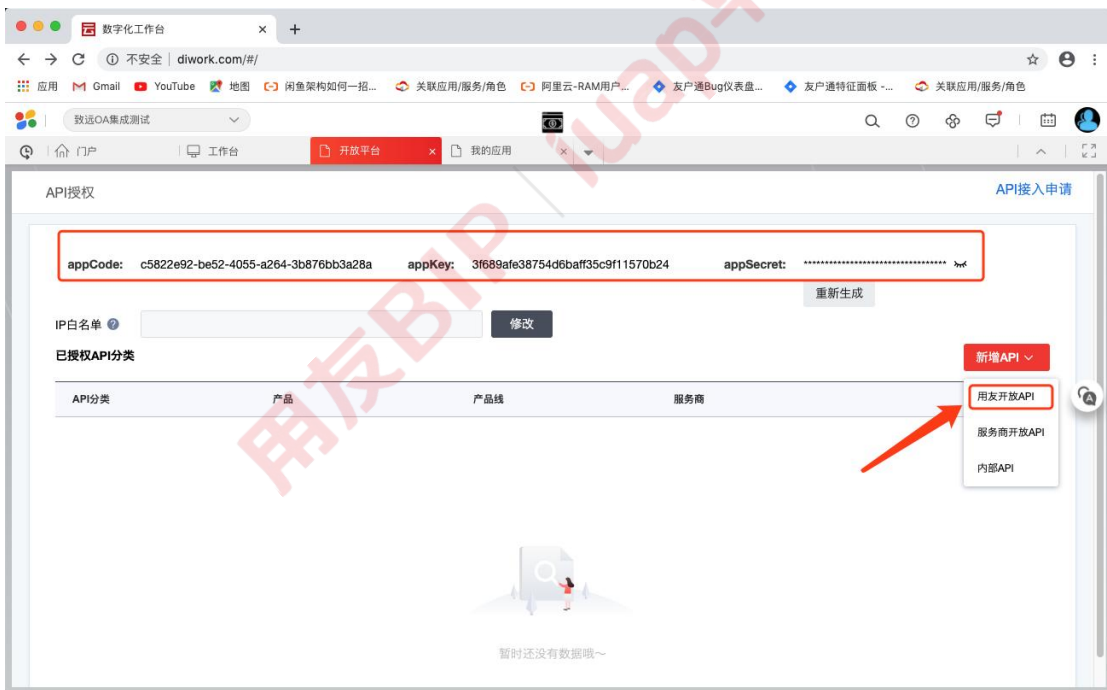 数字化工作台
不安全 | diwork.com/#/
应用 Gmail YouTube 地图 闲鱼架构如何一招... 关联应用/服务/角色 阿里云-RAM用户... 友户通Bug仪表盘... 友户通特征面板 -... 关联应用/服务/角色
致远OA集成测试
门户 工作台 开放平台 我的应用
API授权 API接入申请
appCode: c5822e92-be52-4055-a264-3b876bb3a28a appKey: 3f689afe38754d6baff35c9f11570b24 appSecret: **********************************
重新生成
IP白名单 修改
已授权API分类 新增API
API分类 产品 产品线 服务商
用友开放API
服务商开放API
内部API
暂时还没有数据哦～
用友BIP | iuap